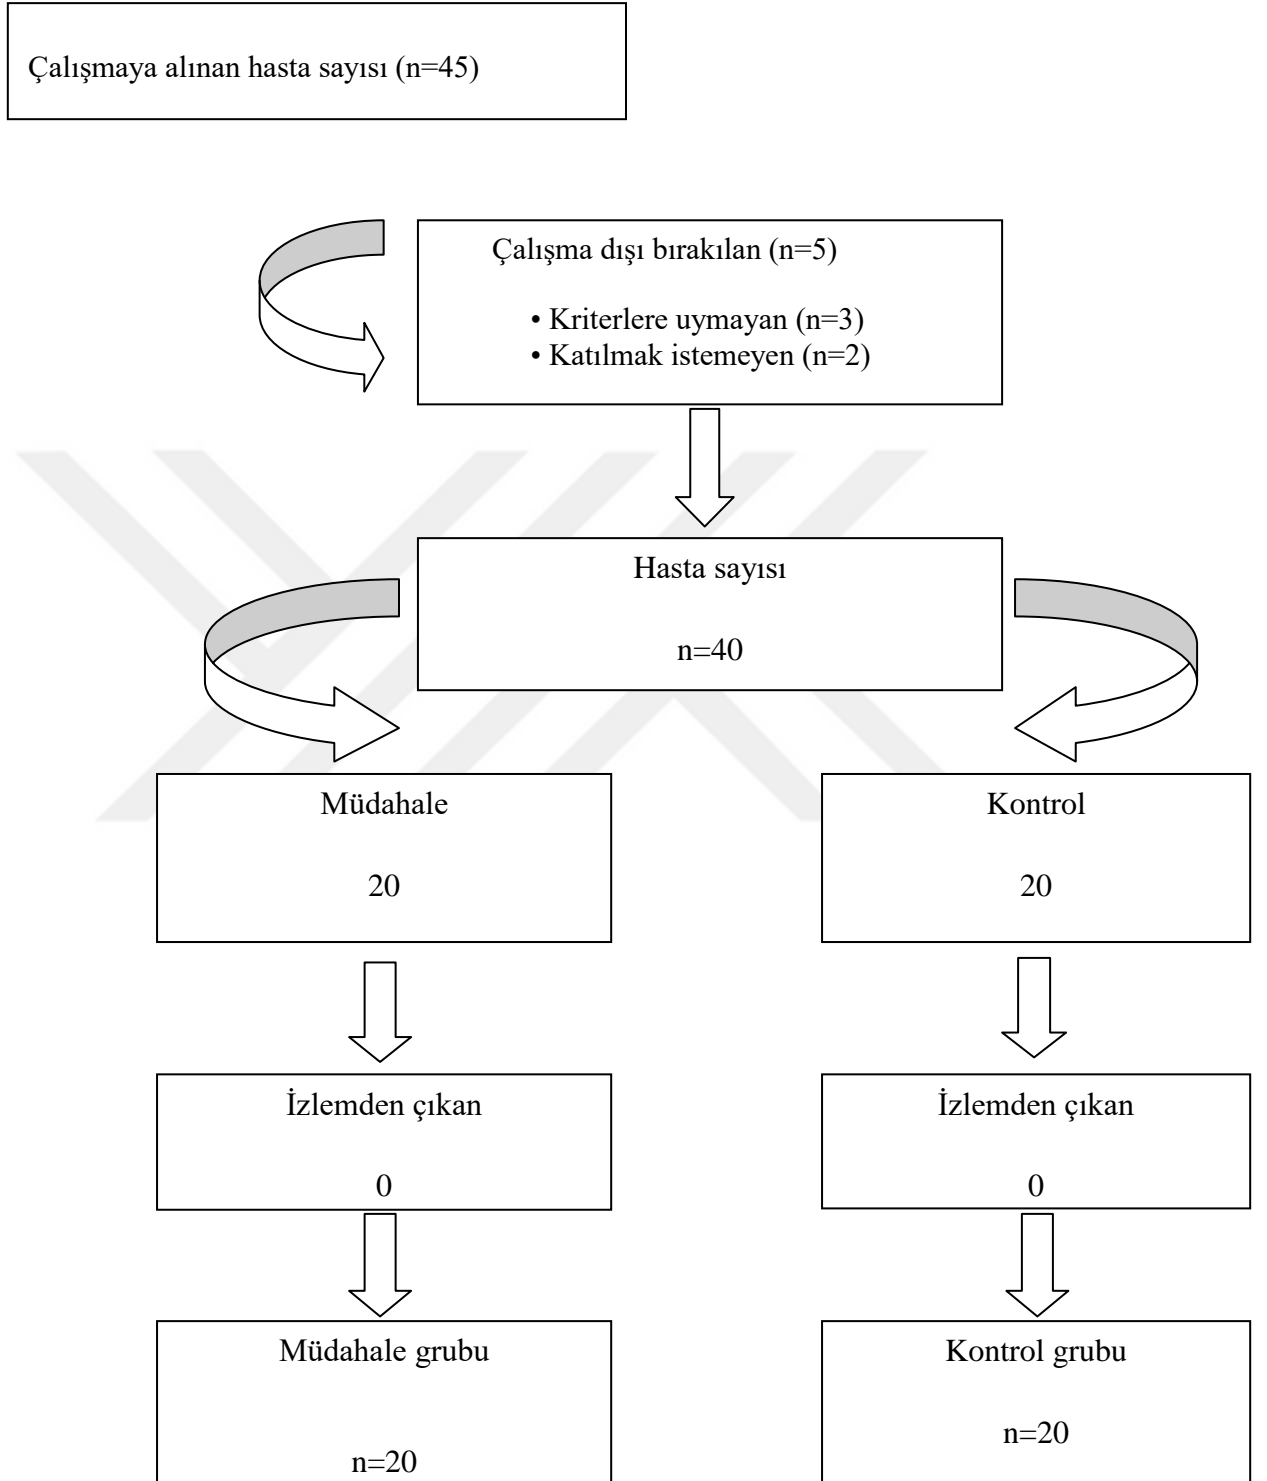 Çalışmaya alınan hasta sayısı (n=45)
Çalışma dışı bırakılan (n=5)
• Kriterlere uymayan (n=3)
• Katılmak istemeyen (n=2)
Hasta sayısı
n=40
Müdahale
20
Kontrol
20
İzlemden çıkan
0
İzlemden çıkan
0
Müdahale grubu
n=20
Kontrol grubu
n=20